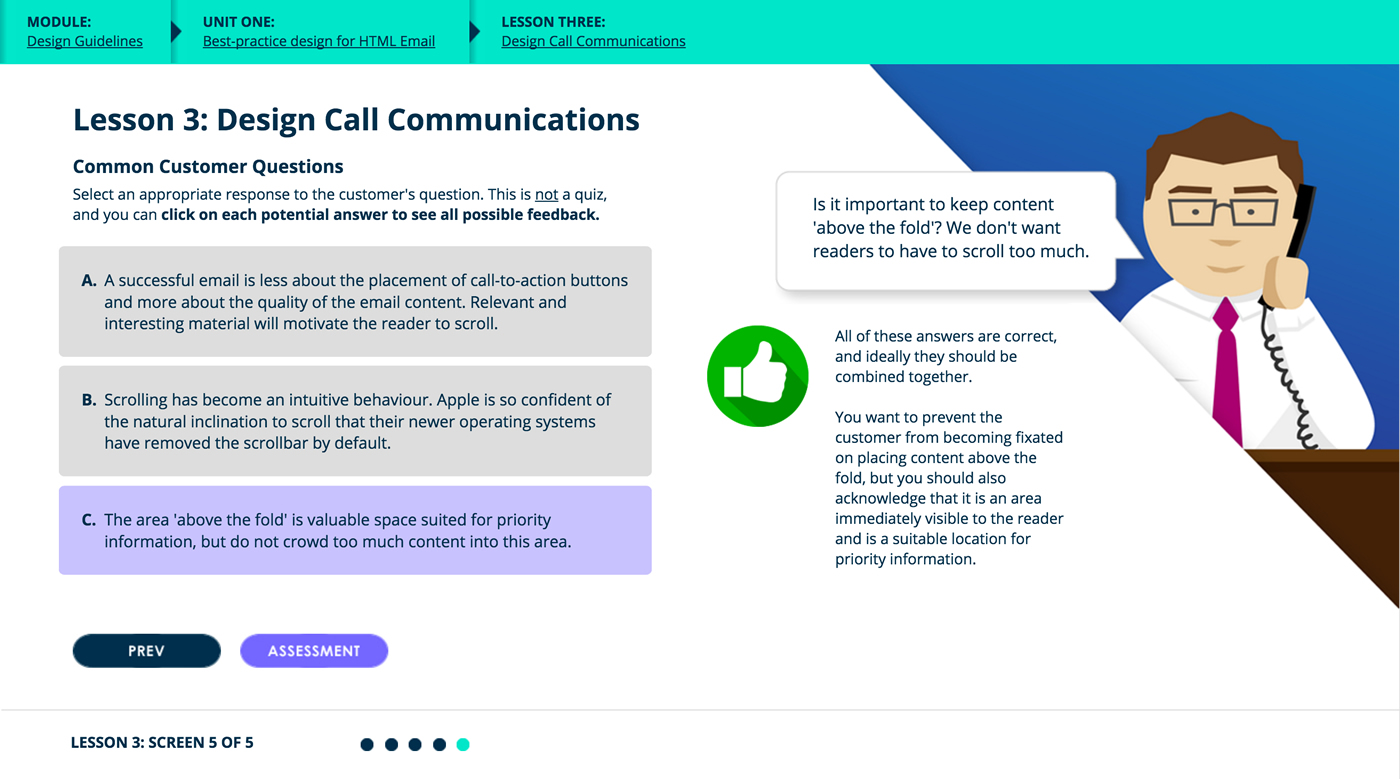 MODULE:
Design Guidelines
UNIT ONE:
Best-practice design for HTML Email
LESSON THREE:
Design Call Communications
Lesson 3: Design Call Communications
Common Customer Questions
Select an appropriate response to the customer's question. This is not a quiz,
and you can click on each potential answer to see all possible feedback.
A. A successful email is less about the placement of call-to-action buttons
and more about the quality of the email content. Relevant and
interesting material will motivate the reader to scroll.
B. Scrolling has become an intuitive behaviour. Apple is so confident of
the natural inclination to scroll that their newer operating systems
have removed the scrollbar by default.
C. The area 'above the fold' is valuable space suited for priority
information, but do not crowd too much content into this area.
Is it important to keep content
'above the fold'? We don't want
readers to have to scroll too much.
All of these answers are correct,
and ideally they should be
combined together.
You want to prevent the
customer from becoming fixated
on placing content above the
fold, but you should also
acknowledge that it is an area
immediately visible to the reader
and is a suitable location for
priority information.
PREV
ASSESSMENT
LESSON 3: SCREEN 5 OF 5